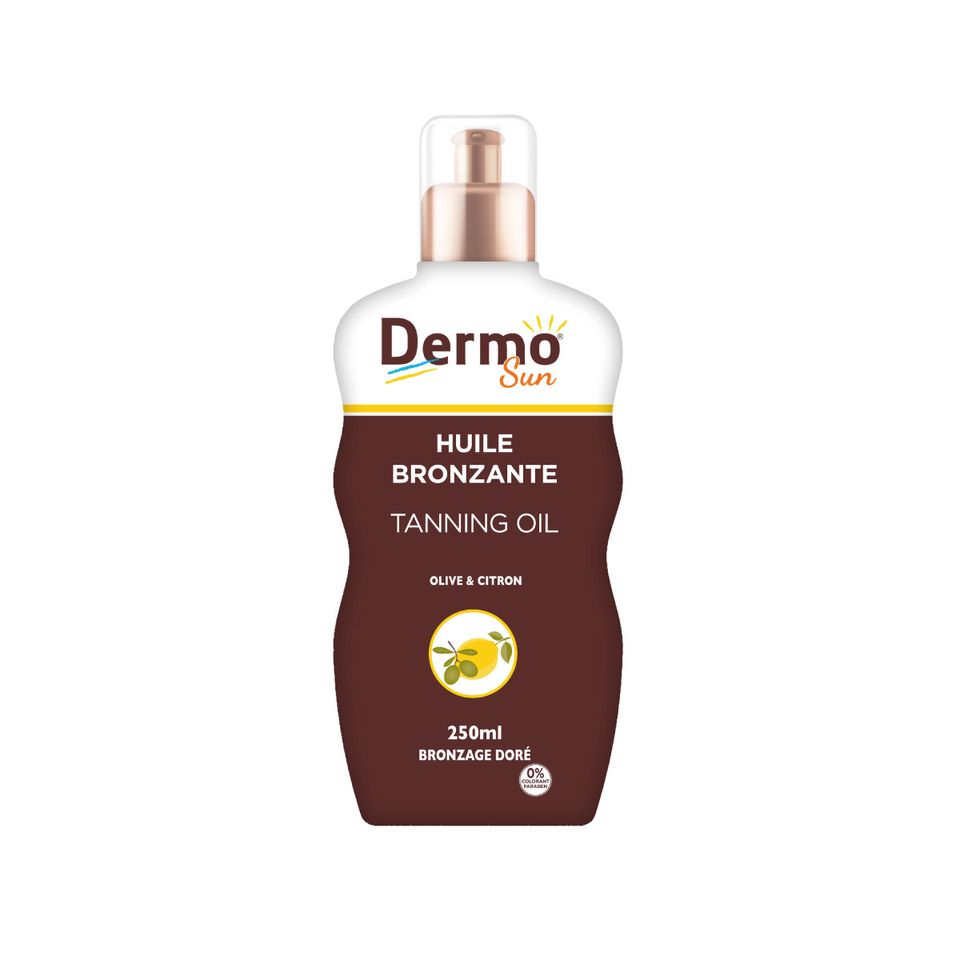 Dermo®
Sun
HUILE
BRONZANTE
TANNING OIL
OLIVE & CITRON
250ml
BRONZAGE DORÉ
0%
COLORANT
PARABEN